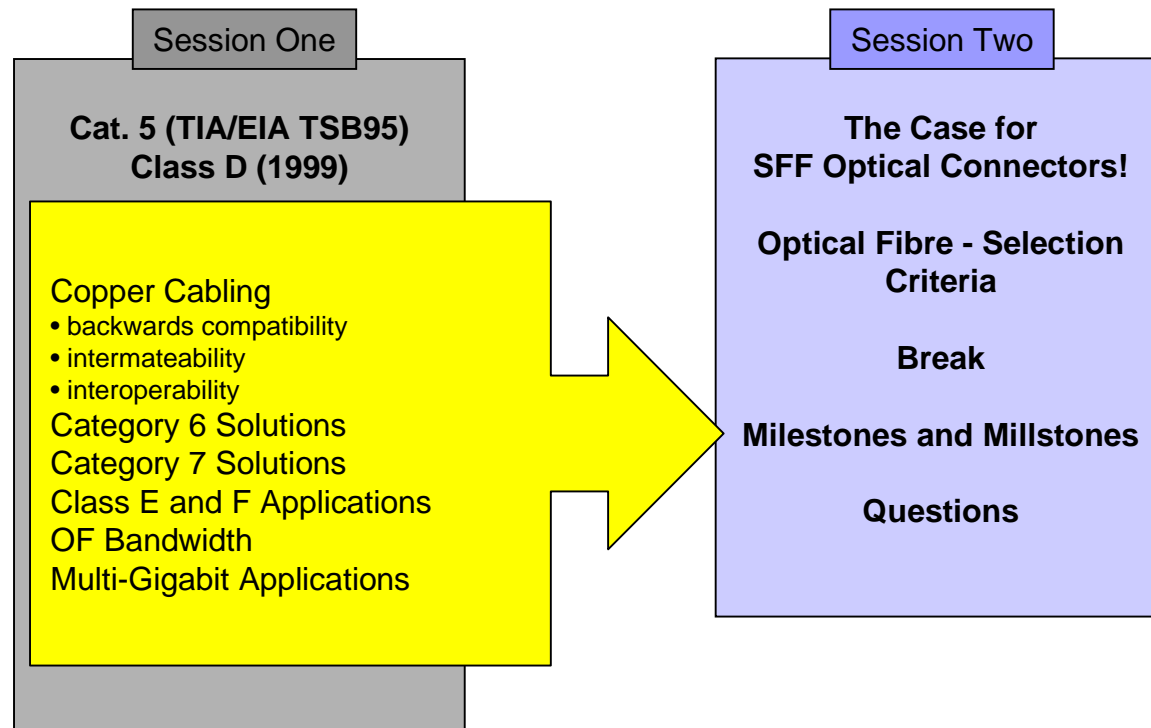 Session One
Cat. 5 (TIA/EIA TSB95)
Class D (1999)
Copper Cabling
• backwards compatibility
• intermateability
• interoperability
Category 6 Solutions
Category 7 Solutions
Class E and F Applications
OF Bandwidth
Multi-Gigabit Applications
Session Two
The Case for
SFF Optical Connectors!
Optical Fibre - Selection
Criteria
Break
Milestones and Millstones
Questions